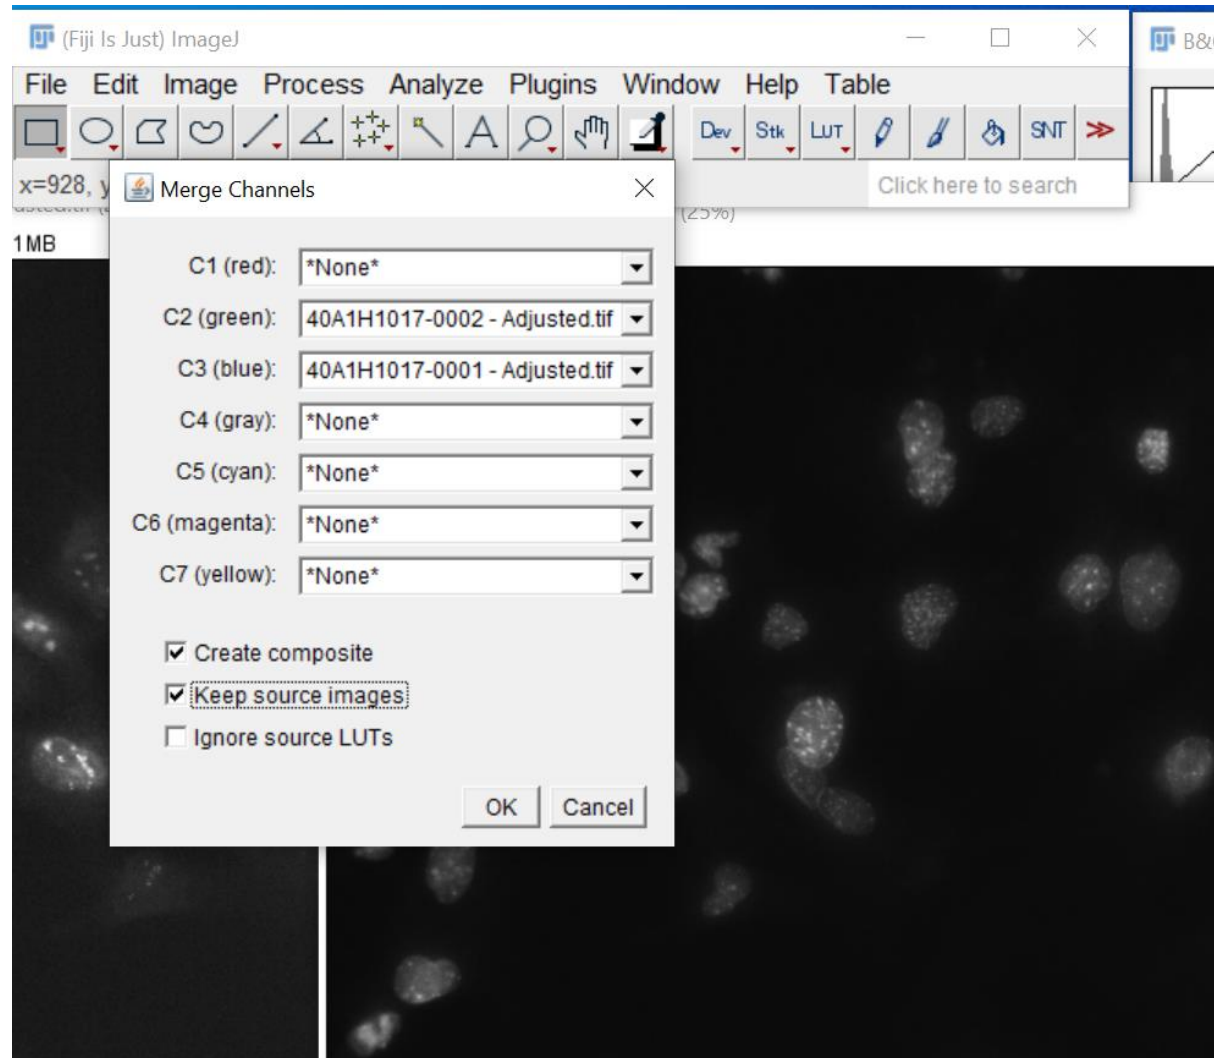 (Fiji Is Just) ImageJ
B&
File Edit Image Process Analyze Plugins Window Help Table
Dev Stk LUT SNT
x=928, y
Click here to search
Merge Channels
(25%)
1MB
C1 (red): *None*
C2 (green): 40A1H1017-0002 - Adjusted.tif
C3 (blue): 40A1H1017-0001 - Adjusted.tif
C4 (gray): *None*
C5 (cyan): *None*
C6 (magenta): *None*
C7 (yellow): *None*
Create composite
Keep source images
Ignore source LUTs
OK Cancel